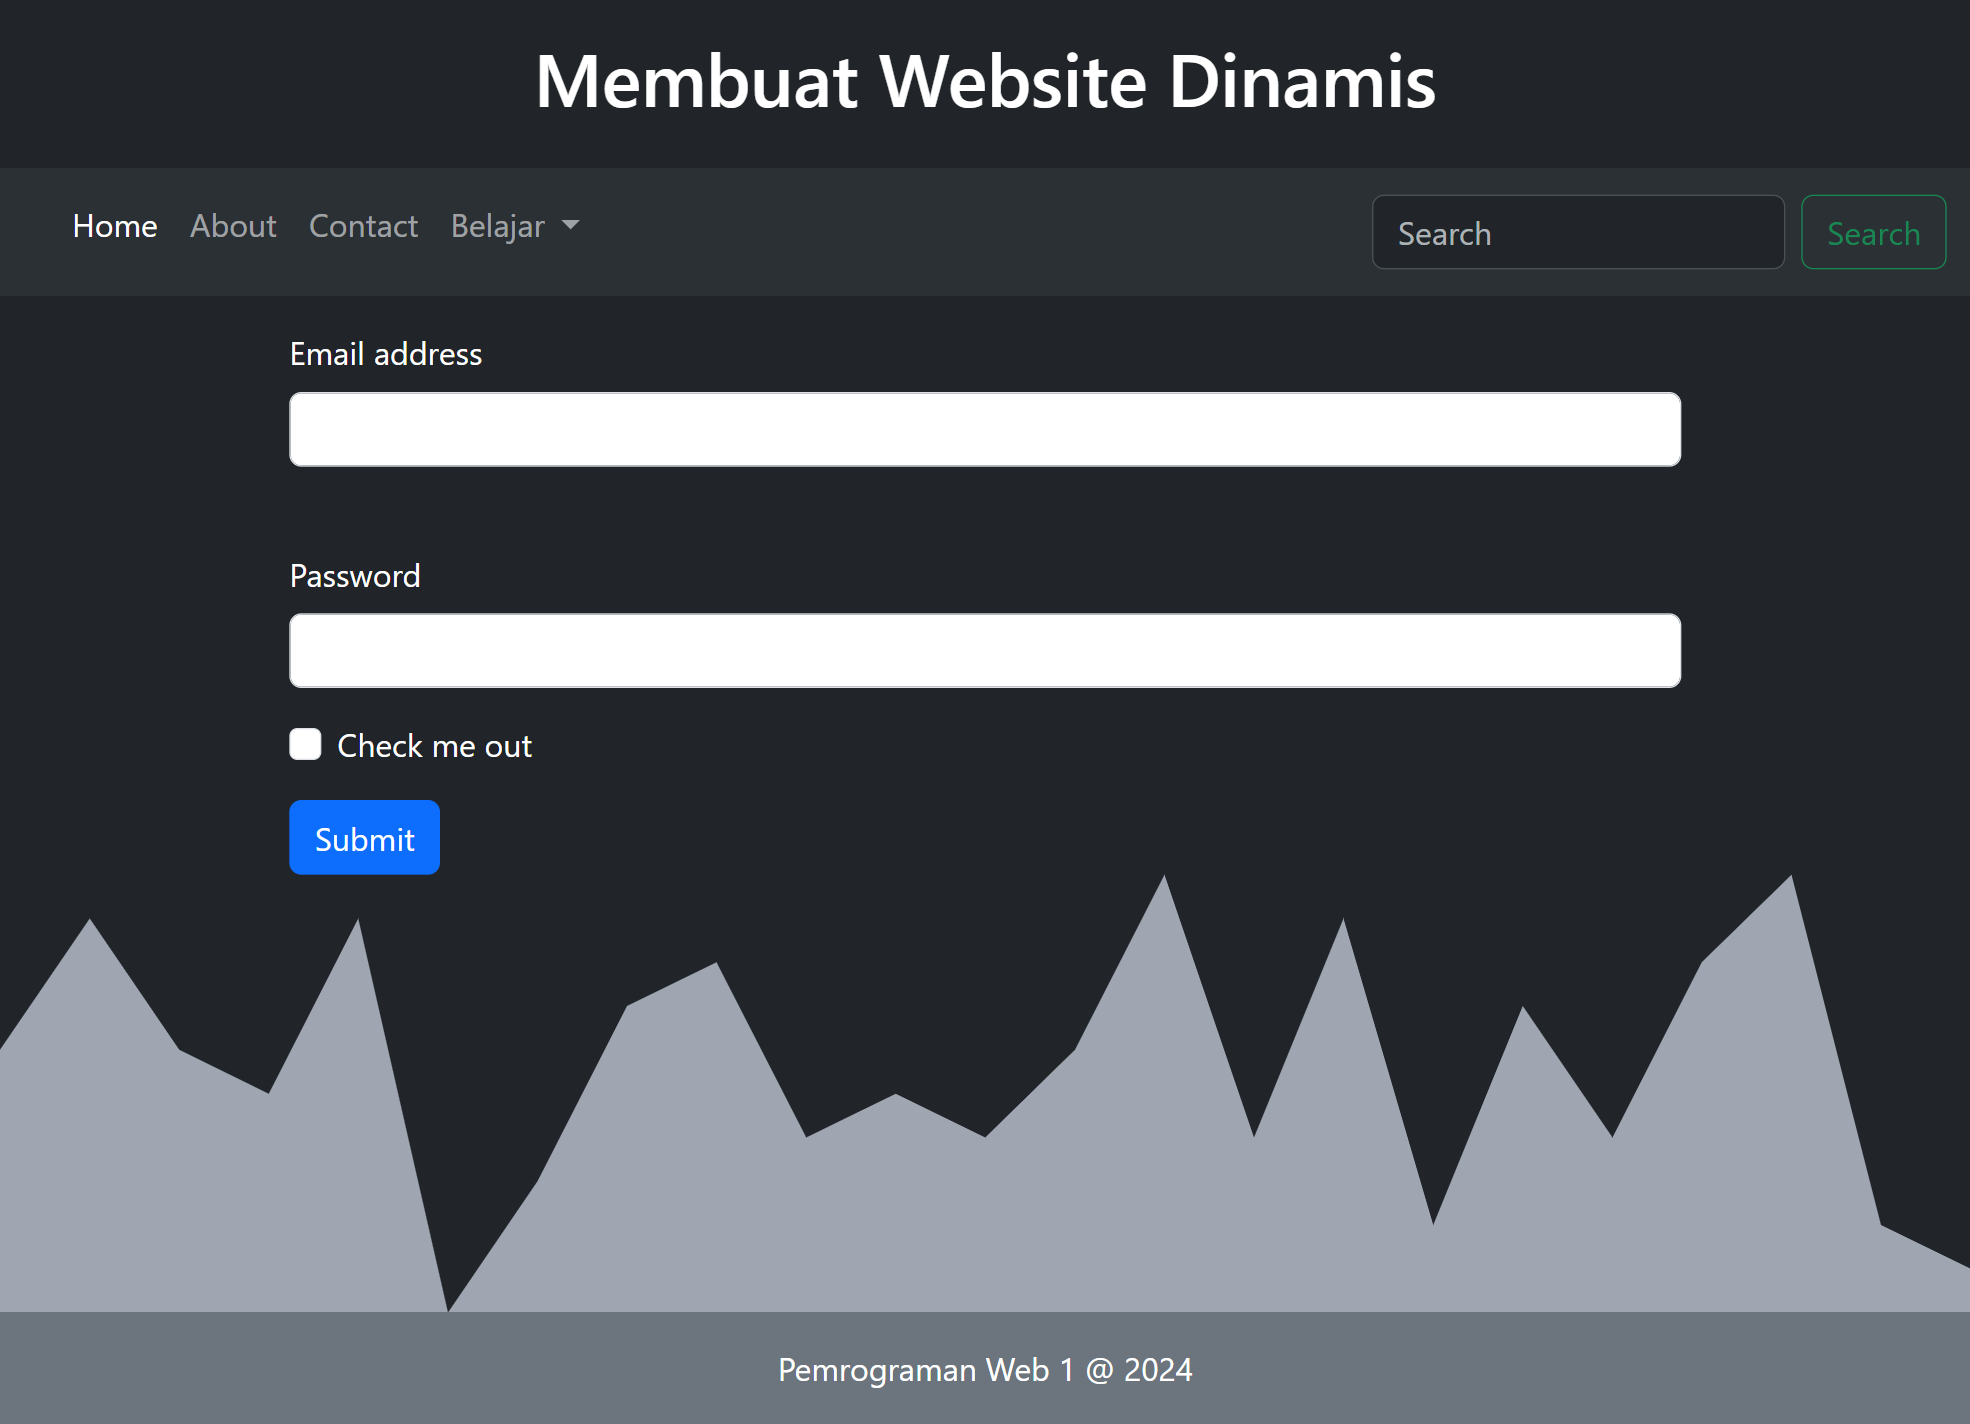 Membuat Website Dinamis
Home About Contact Belajar Search Search
Email address
Password
Check me out
Submit
Pemrograman Web 1 @ 2024